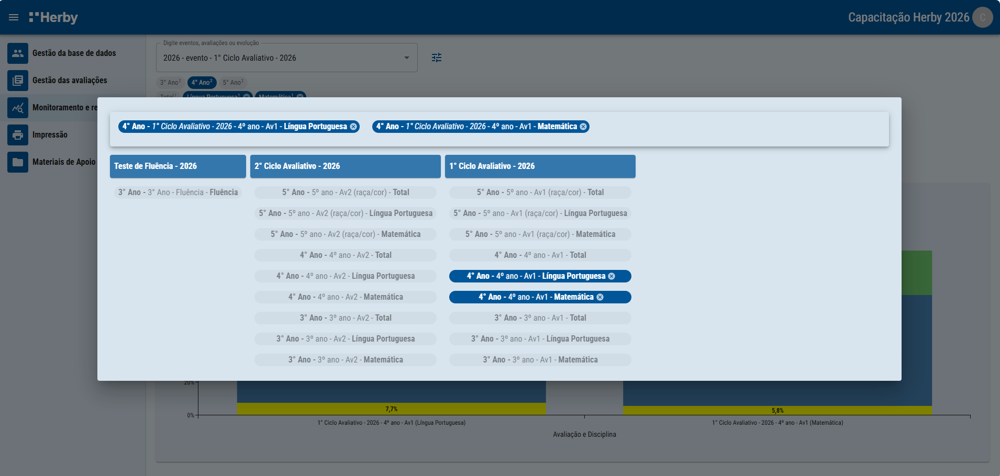 Herby
Capacitação Herby 2026
C
Gestão da base de dados
Gestão das avaliações
Monitoramento e re
Impressão
Materiais de Apoio
Digite eventos, avaliações ou evolução
2026 - evento - 1° Ciclo Avaliativo - 2026
3° Ano2 4° Ano2 5° Ano2
Total1 Língua Portuguesa1 Matemática1
4° Ano - 1° Ciclo Avaliativo - 2026 - 4º ano - Av1 - Língua Portuguesa
4° Ano - 1° Ciclo Avaliativo - 2026 - 4º ano - Av1 - Matemática
Teste de Fluência - 2026
3° Ano - 3° Ano - Fluência - Fluência
2° Ciclo Avaliativo - 2026
5° Ano - 5º ano - Av2 (raça/cor) - Total
5° Ano - 5º ano - Av2 (raça/cor) - Língua Portuguesa
5° Ano - 5º ano - Av2 (raça/cor) - Matemática
4° Ano - 4º ano - Av2 - Total
4° Ano - 4º ano - Av2 - Língua Portuguesa
4° Ano - 4º ano - Av2 - Matemática
3° Ano - 3º ano - Av2 - Total
3° Ano - 3º ano - Av2 - Língua Portuguesa
3° Ano - 3º ano - Av2 - Matemática
1° Ciclo Avaliativo - 2026
5° Ano - 5º ano - Av1 (raça/cor) - Total
5° Ano - 5º ano - Av1 (raça/cor) - Língua Portuguesa
5° Ano - 5º ano - Av1 (raça/cor) - Matemática
4° Ano - 4º ano - Av1 - Total
4° Ano - 4º ano - Av1 - Língua Portuguesa
4° Ano - 4º ano - Av1 - Matemática
3° Ano - 3º ano - Av1 - Total
3° Ano - 3º ano - Av1 - Língua Portuguesa
3° Ano - 3º ano - Av1 - Matemática
20%
0%
7,7%
5,8%
1° Ciclo Avaliativo - 2026 - 4º ano - Av1 (Língua Portuguesa)
1° Ciclo Avaliativo - 2026 - 4º ano - Av1 (Matemática)
Avaliação e Disciplina